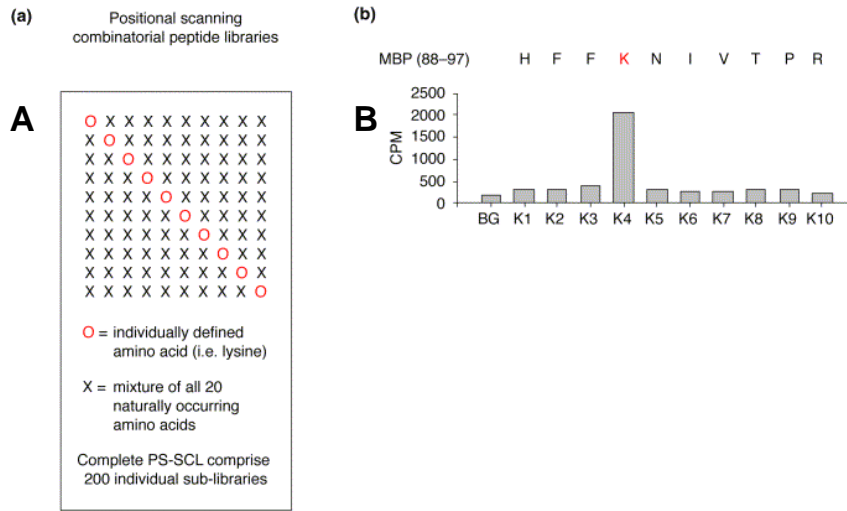 (a)
Positional scanning
combinatorial peptide libraries
A
O X X X X X X X X X
X O X X X X X X X X
X X O X X X X X X X
X X X O X X X X X X
X X X X O X X X X X
X X X X X O X X X X
X X X X X X O X X X
X X X X X X X O X X
X X X X X X X X O X
X X X X X X X X X O
O = individually defined
amino acid (i.e. lysine)
X = mixture of all 20
naturally occurring
amino acids
Complete PS-SCL comprise
200 individual sub-libraries
(b)
MBP (88–97) H F F K N I V T P R
B
CPM
2500
2000
1500
1000
500
0
BG K1 K2 K3 K4 K5 K6 K7 K8 K9 K10